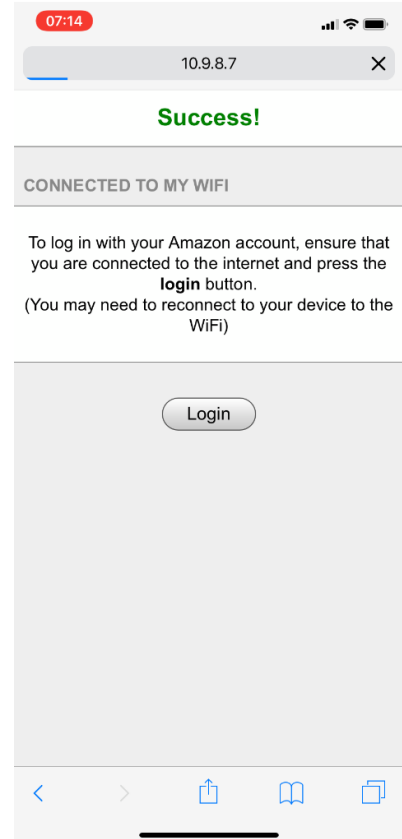 07:14
10.9.8.7
Success!
CONNECTED TO MY WIFI
To log in with your Amazon account, ensure that
you are connected to the internet and press the
login button.
(You may need to reconnect to your device to the
WiFi)
Login